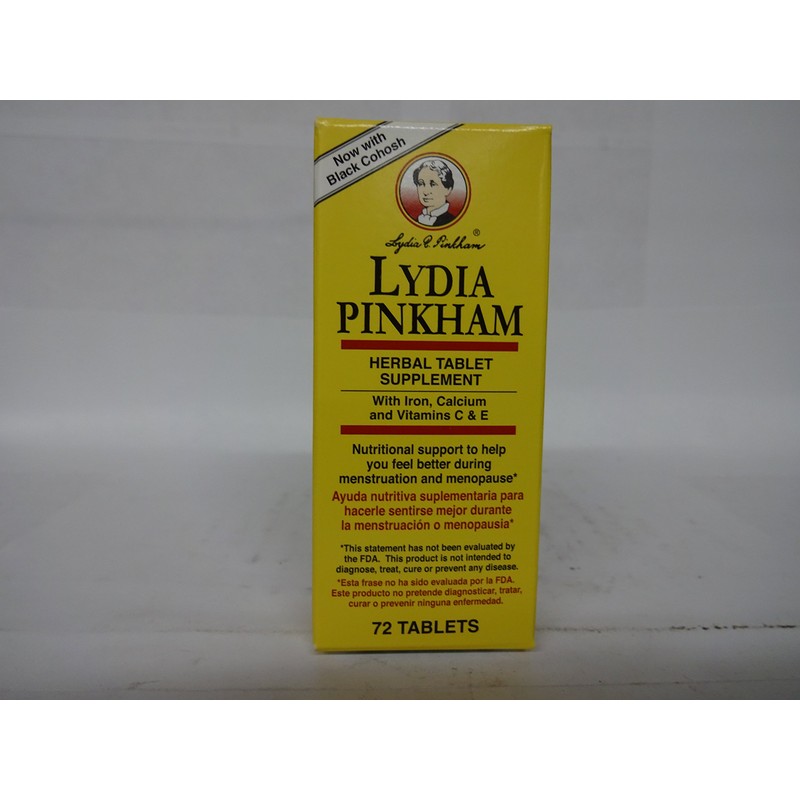 Now with
Black Cohosh
Lydia E. Pinkham ®
LYDIA
PINKHAM
HERBAL TABLET
SUPPLEMENT
With Iron, Calcium
and Vitamins C & E
Nutritional support to help
you feel better during
menstruation and menopause*
Ayuda nutritiva suplementaria para
hacerle sentirse mejor durante
la menstruación o menopausia*
*This statement has not been evaluated by
the FDA. This product is not intended to
diagnose, treat, cure or prevent any disease.
*Esta frase no ha sido evaluada por la FDA.
Este producto no pretende diagnosticar, tratar,
curar o prevenir ninguna enfermedad.
72 TABLETS